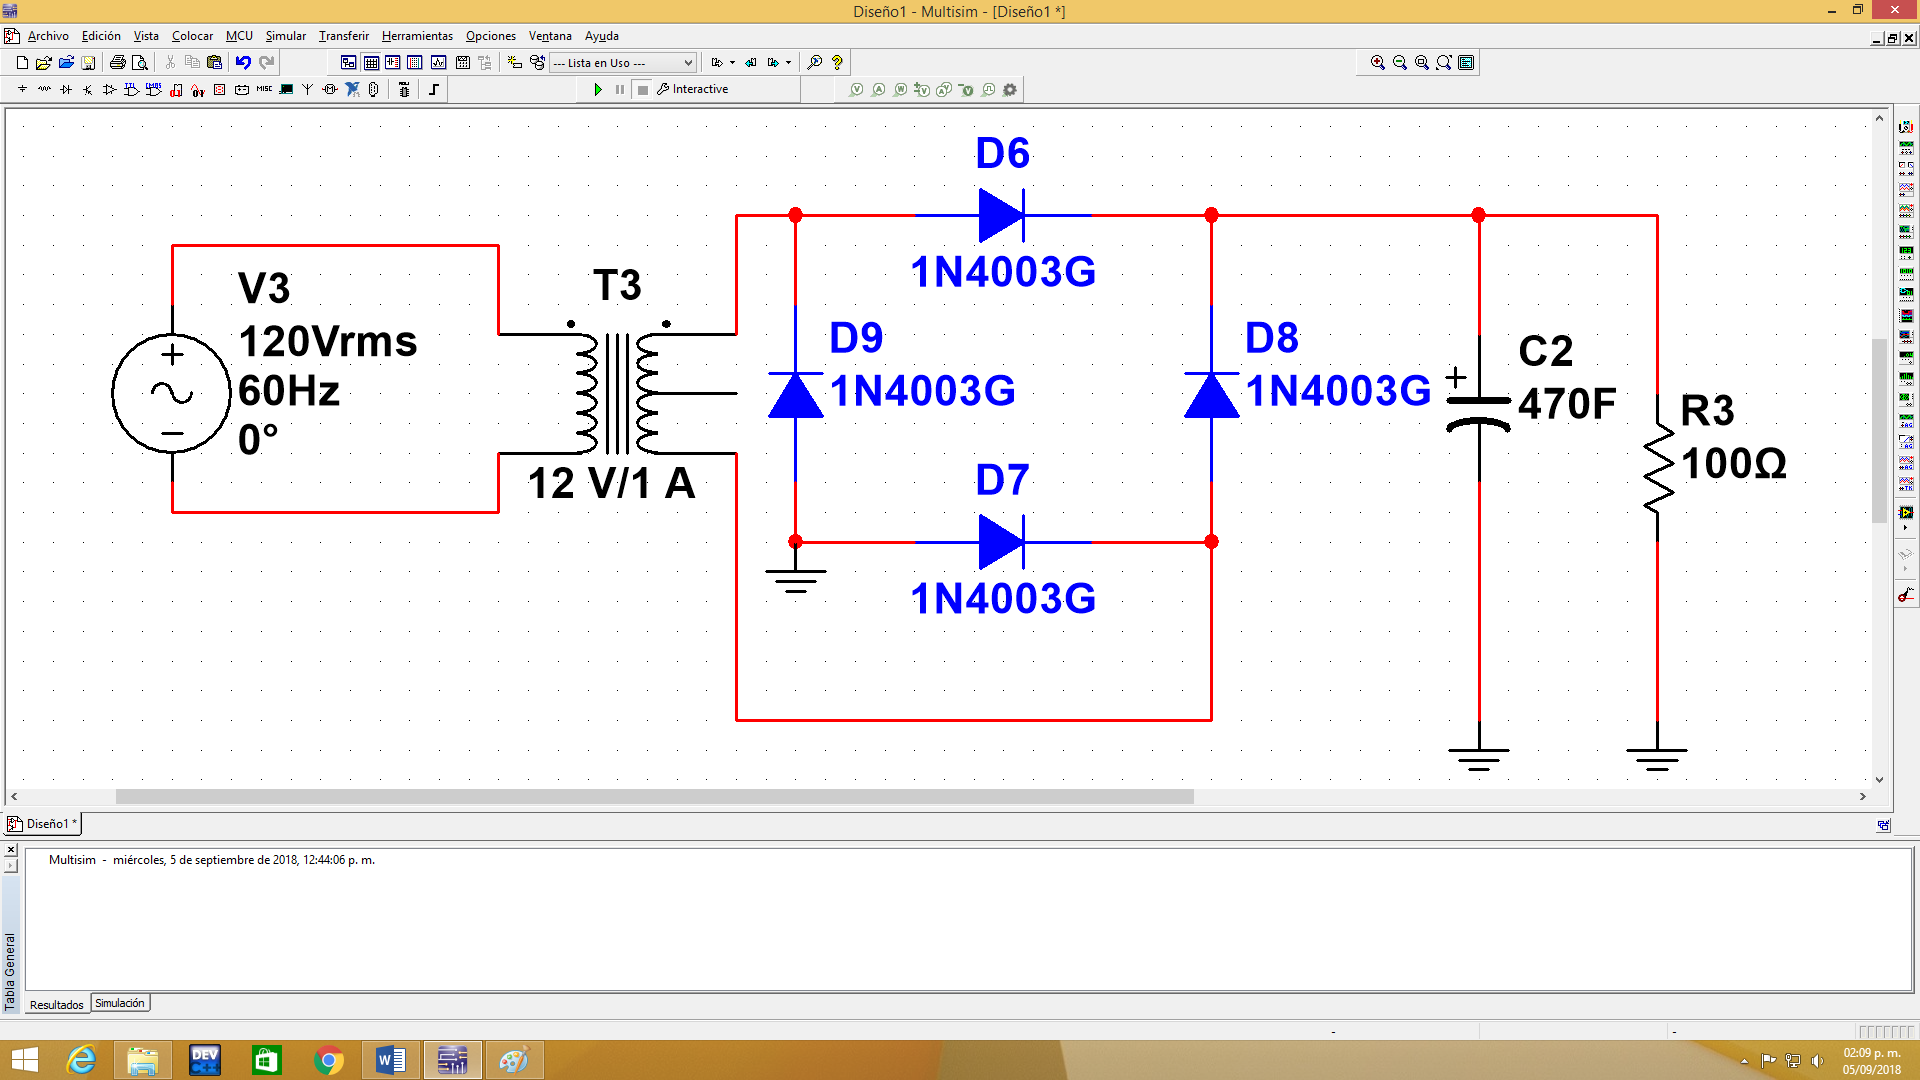 Diseño1 - Multisim - [Diseño1 *]
Archivo Edición Vista Colocar MCU Simular Transferir Herramientas Opciones Ventana Ayuda
--- Lista en Uso ---
MISC
Interactive
D6
1N4003G
V3
120Vrms
60Hz
0°
T3
12 V/1 A
D9
1N4003G
D8
1N4003G
C2
470F
R3
100Ω
D7
1N4003G
Diseño1 *
Multisim - miércoles, 5 de septiembre de 2018, 12:44:06 p. m.
Tabla General
Resultados Simulación
DEV
C++
02:09 p. m.
05/09/2018